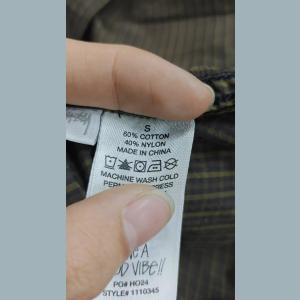 S
60% COTTON
40% NYLON
MADE IN CHINA
MACHINE WASH COLD
A
VIBE!!
PO# HO24
STYLE# 1110345